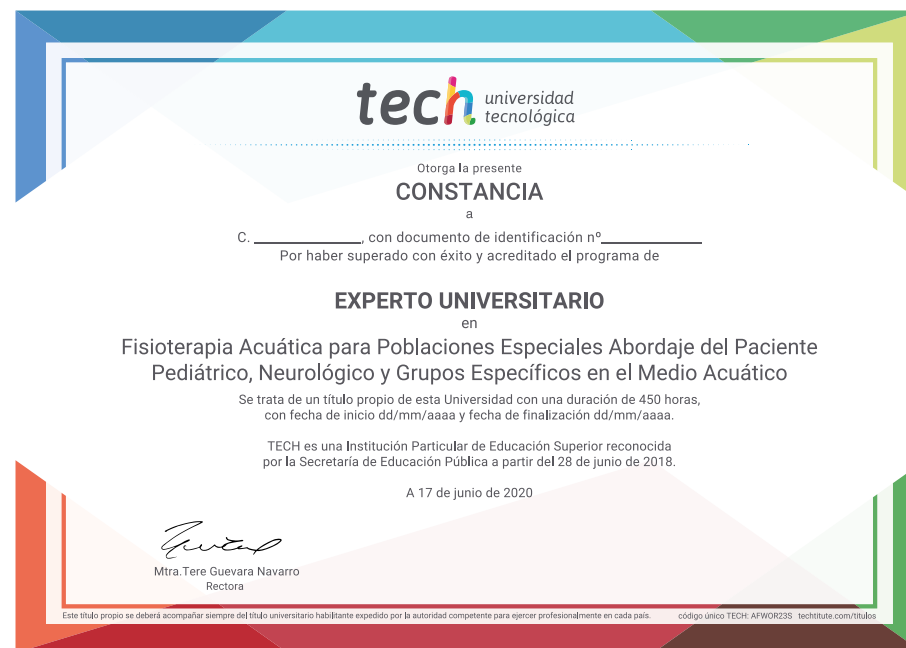 tech universidad
tecnológica
Otorga la presente
CONSTANCIA
a
C. ____________, con documento de identificación nº____________
Por haber superado con éxito y acreditado el programa de
EXPERTO UNIVERSITARIO
en
Fisioterapia Acuática para Poblaciones Especiales Abordaje del Paciente
Pediátrico, Neurológico y Grupos Específicos en el Medio Acuático
Se trata de un título propio de esta Universidad con una duración de 450 horas,
con fecha de inicio dd/mm/aaaa y fecha de finalización dd/mm/aaaa.
TECH es una Institución Particular de Educación Superior reconocida
por la Secretaría de Educación Pública a partir del 28 de junio de 2018.
A 17 de junio de 2020
Mtra.Tere Guevara Navarro
Rectora
Este título propio se deberá acompañar siempre del título universitario habilitante expedido por la autoridad competente para ejercer profesionalmente en cada país. código único TECH: AFWOR23S techtitute.com/titulos